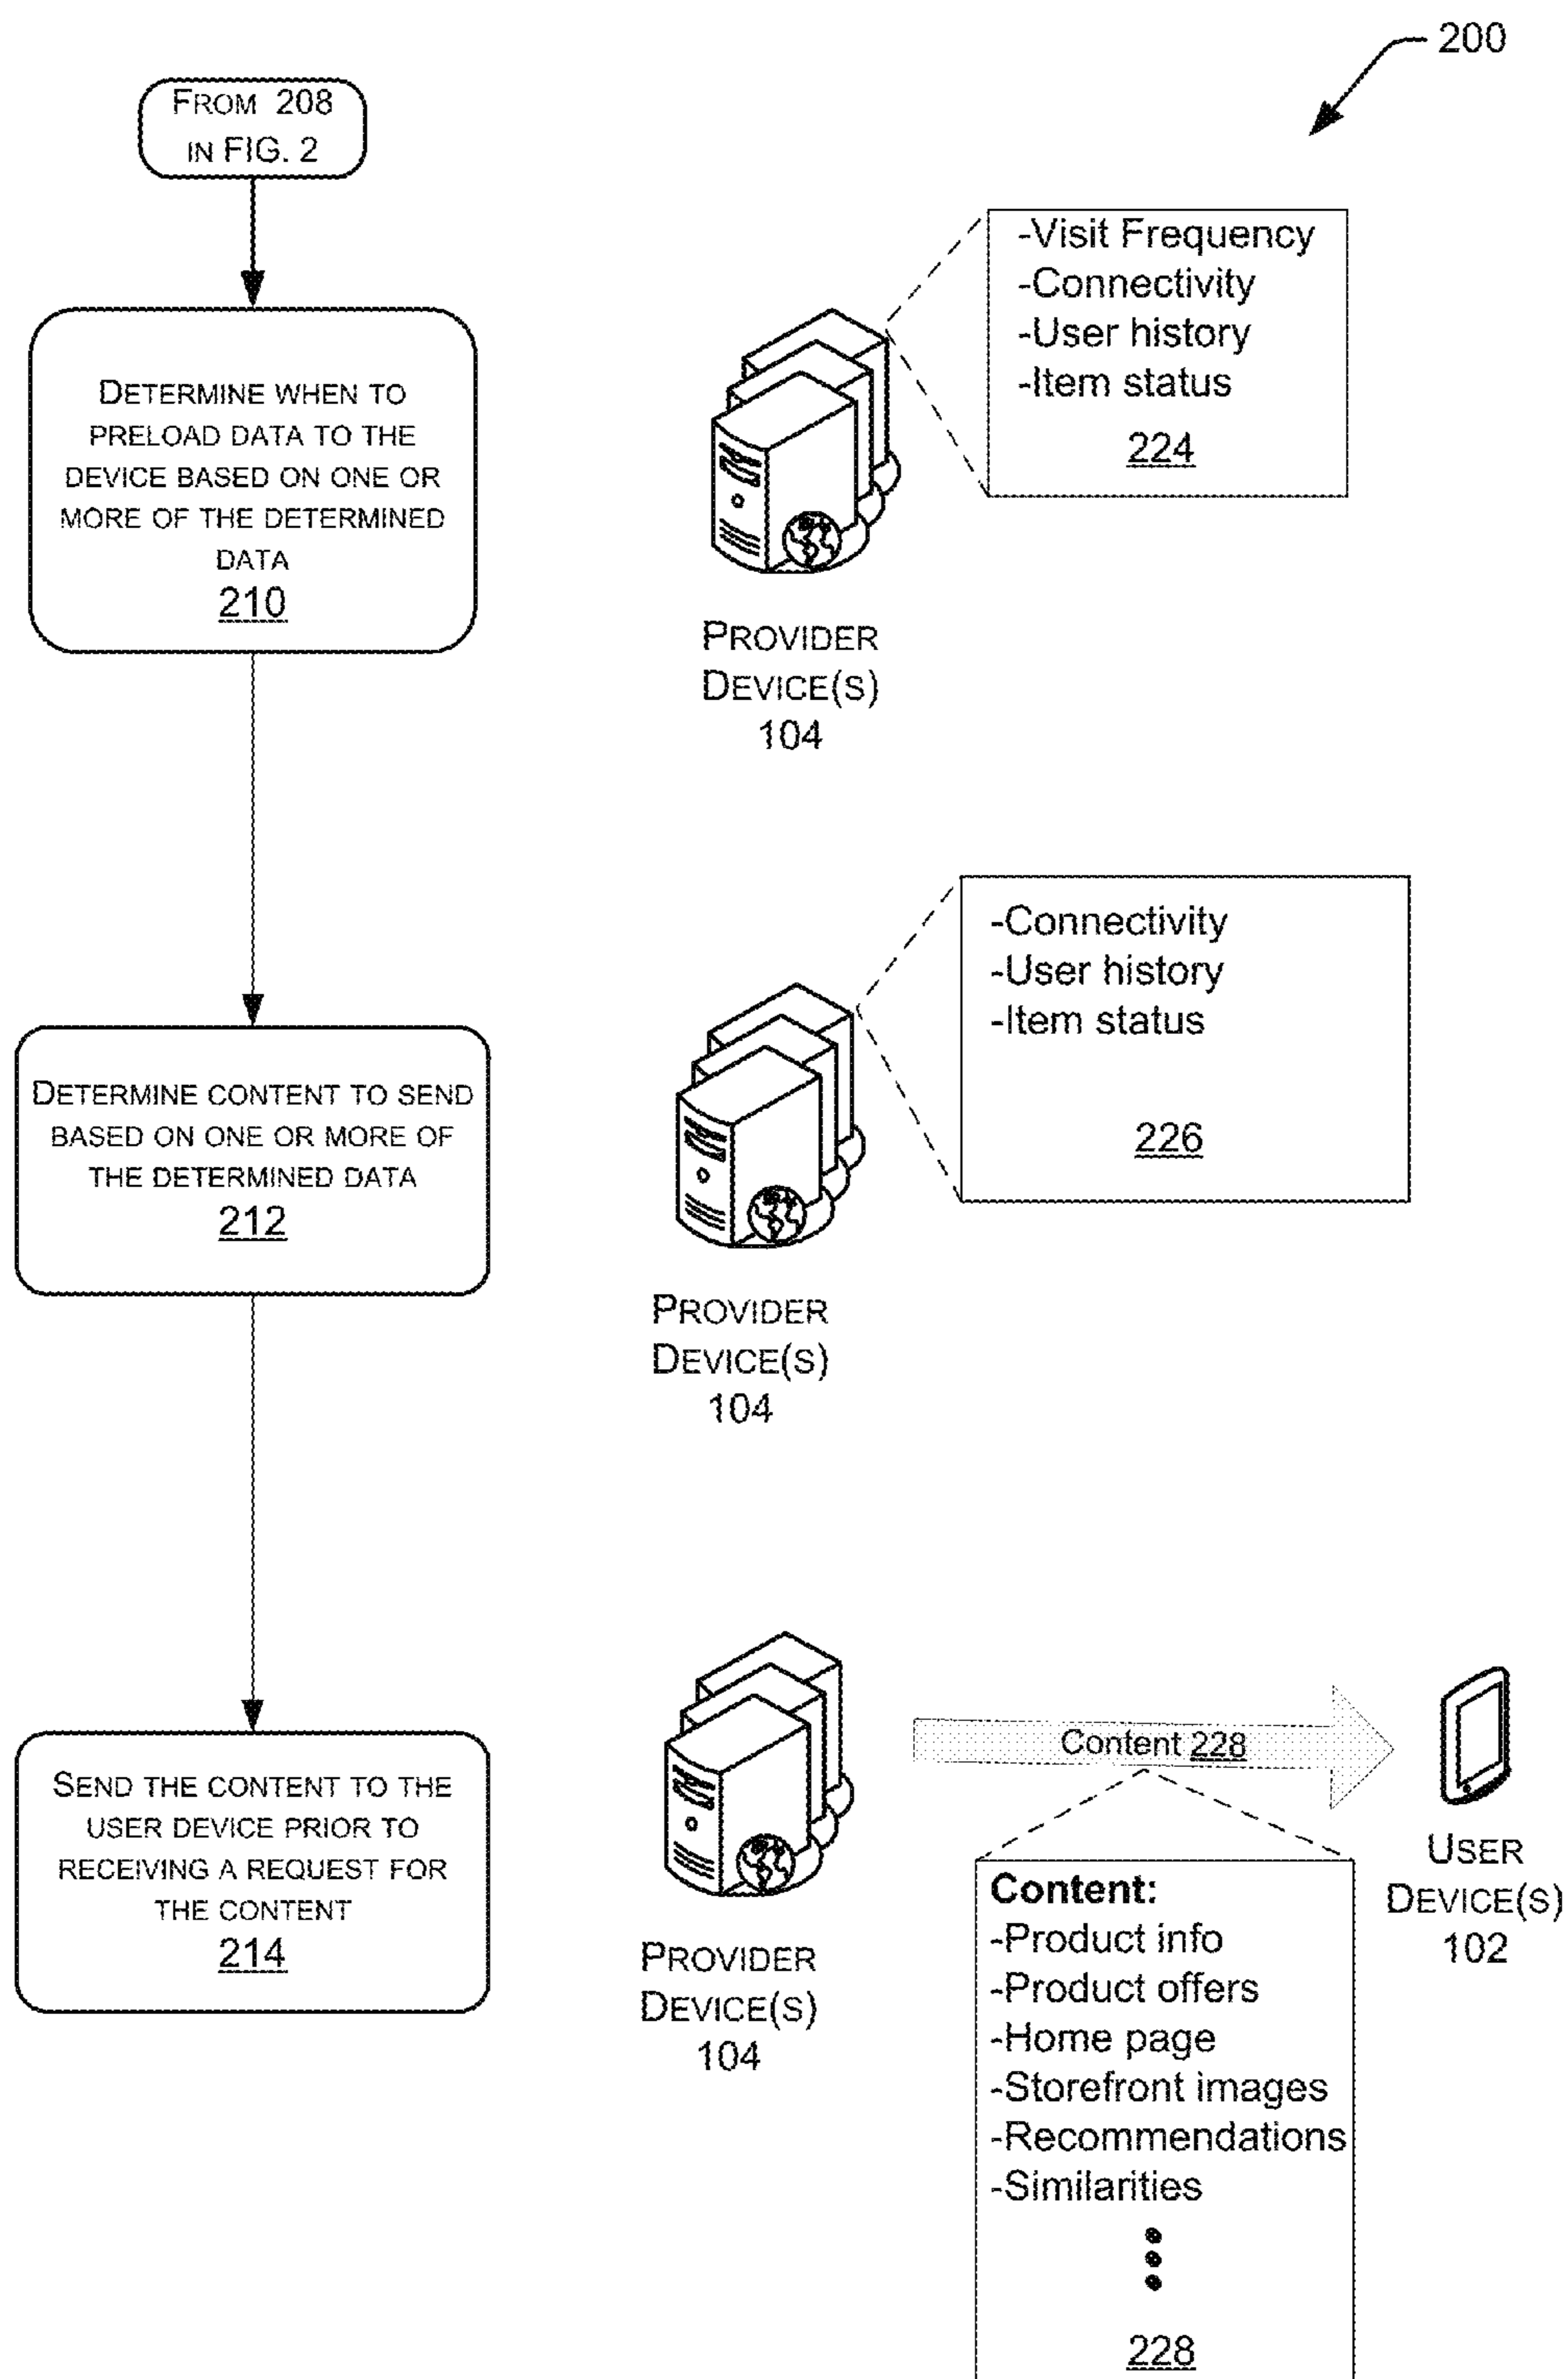 200
FROM 208
IN FIG. 2
-Visit Frequency
-Connectivity
-User history
-Item status
224
DETERMINE WHEN TO
PRELOAD DATA TO THE
DEVICE BASED ON ONE OR
MORE OF THE DETERMINED
DATA
210
PROVIDER
DEVICE(S)
104
-Connectivity
-User history
-Item status
226
DETERMINE CONTENT TO SEND
BASED ON ONE OR MORE OF
THE DETERMINED DATA
212
PROVIDER
DEVICE(S)
104
SEND THE CONTENT TO THE
USER DEVICE PRIOR TO
RECEIVING A REQUEST FOR
THE CONTENT
214
PROVIDER
DEVICE(S)
104
Content 228
USER
DEVICE(S)
102
Content:
-Product info
-Product offers
-Home page
-Storefront images
-Recommendations
-Similarities
228